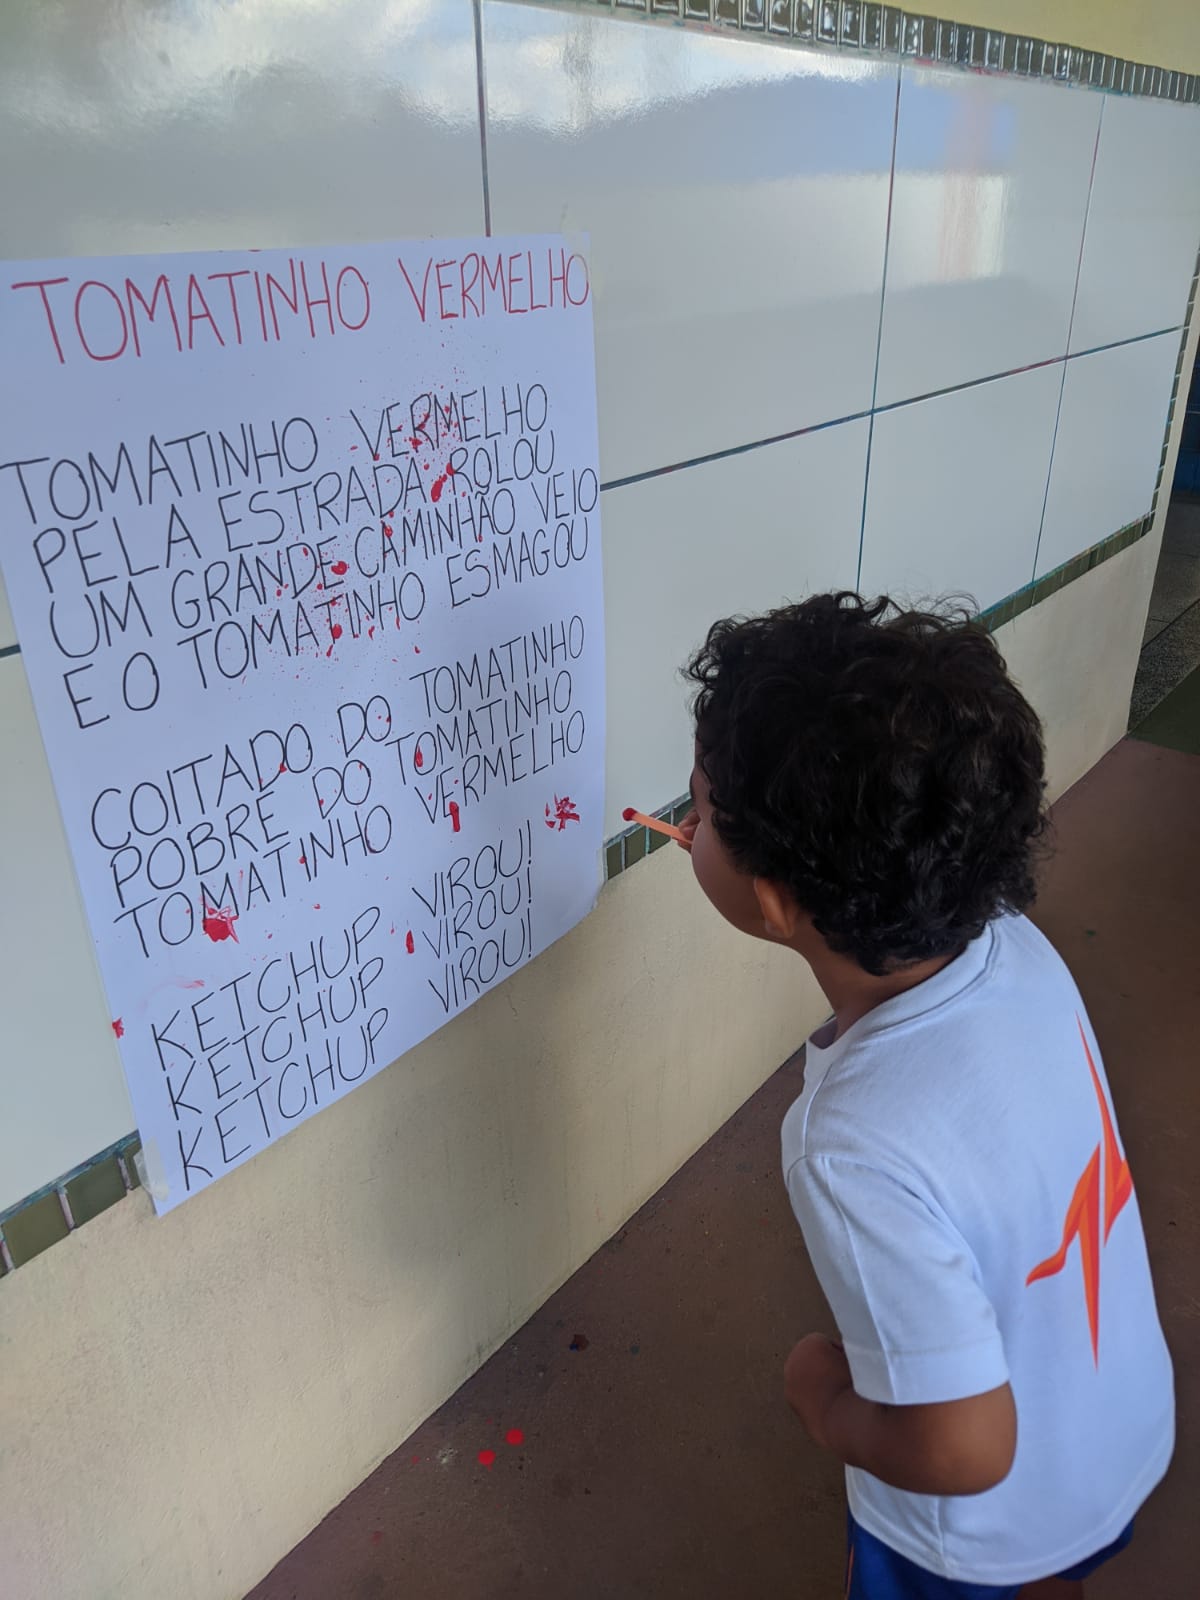 TOMATINHO VERMELHO
TOMATINHO VERMELHO
PELA ESTRADA ROLOU
UM GRANDE CAMINHÃO VEIO
E O TOMATINHO ESMAGOU
COITADO DO TOMATINHO
POBRE DO TOMATINHO
TOMATINHO VERMELHO
KETCHUP VIROU!
KETCHUP VIROU!
KETCHUP VIROU!